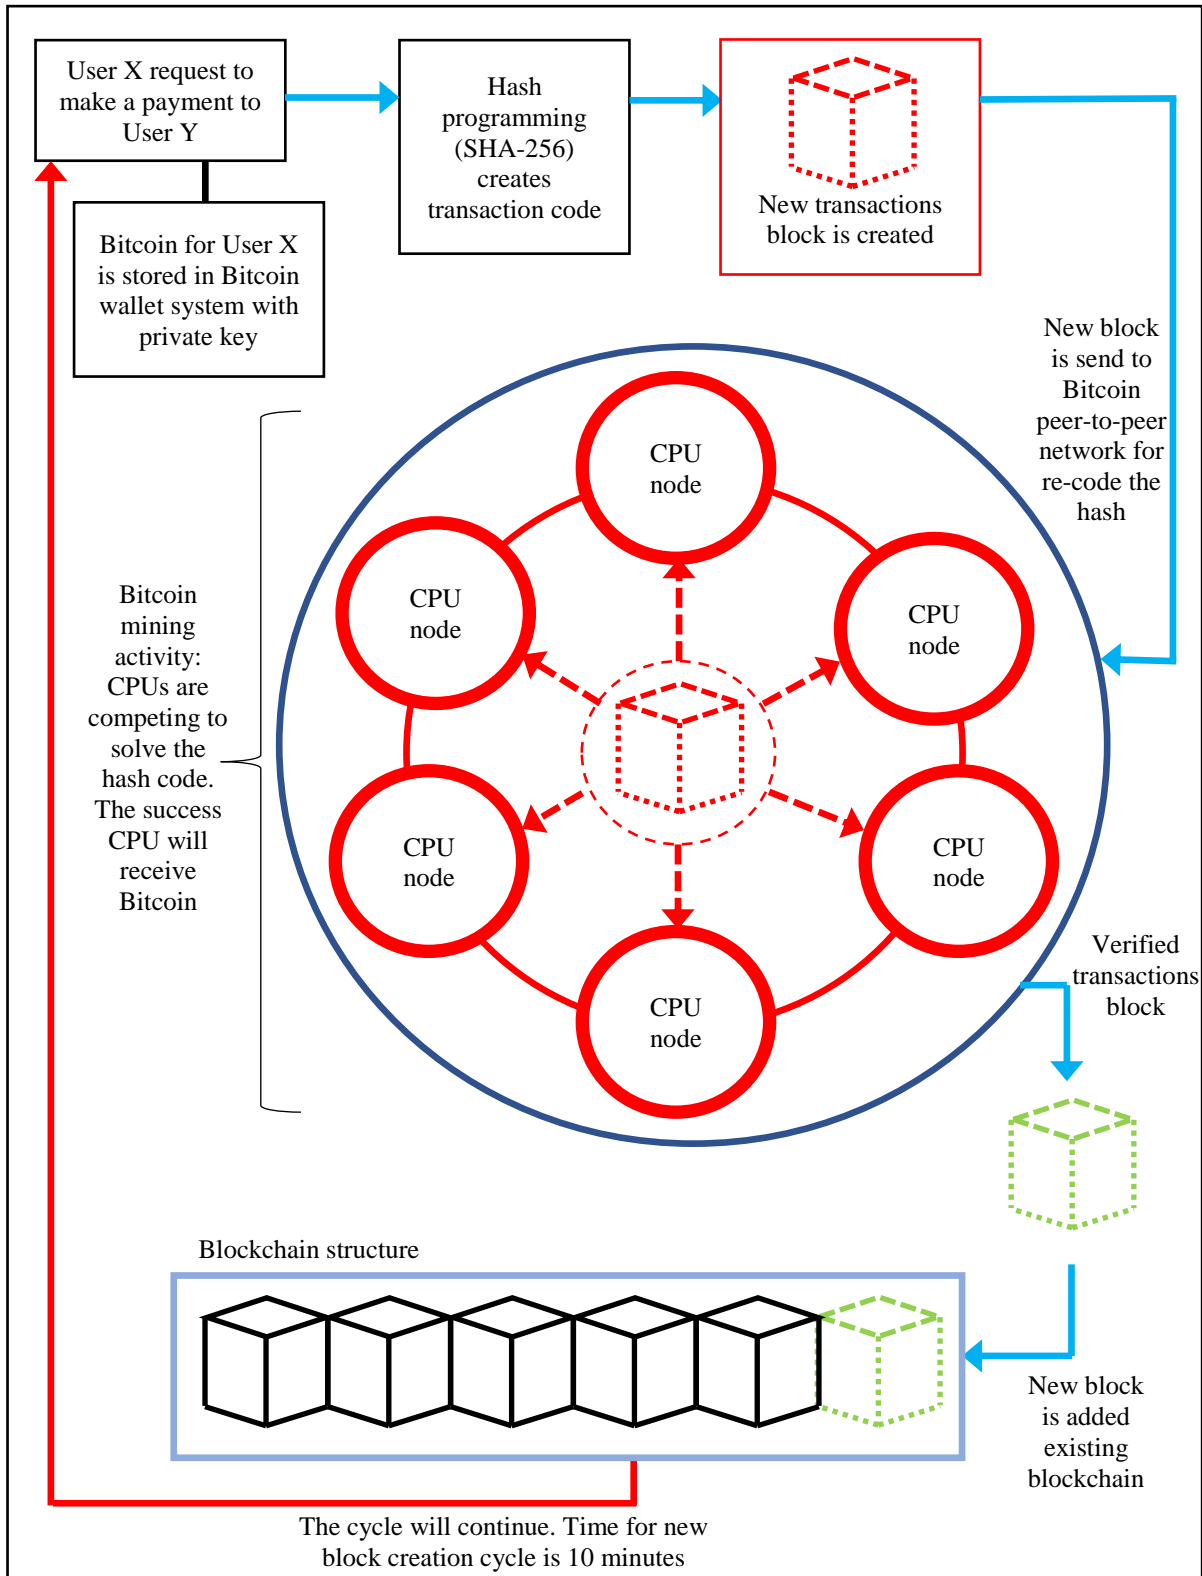 User X request to
make a payment to
User Y
Bitcoin for User X
is stored in Bitcoin
wallet system with
private key
Hash
programming
(SHA-256)
creates
transaction code
New transactions
block is created
New block
is send to
Bitcoin
peer-to-peer
network for
re-code the
hash
CPU
node
CPU
node
CPU
node
CPU
node
CPU
node
CPU
node
Bitcoin
mining
activity:
CPUs are
competing to
solve the
hash code.
The success
CPU will
receive
Bitcoin
Verified
transactions
block
Blockchain structure
New block
is added
existing
blockchain
The cycle will continue. Time for new
block creation cycle is 10 minutes